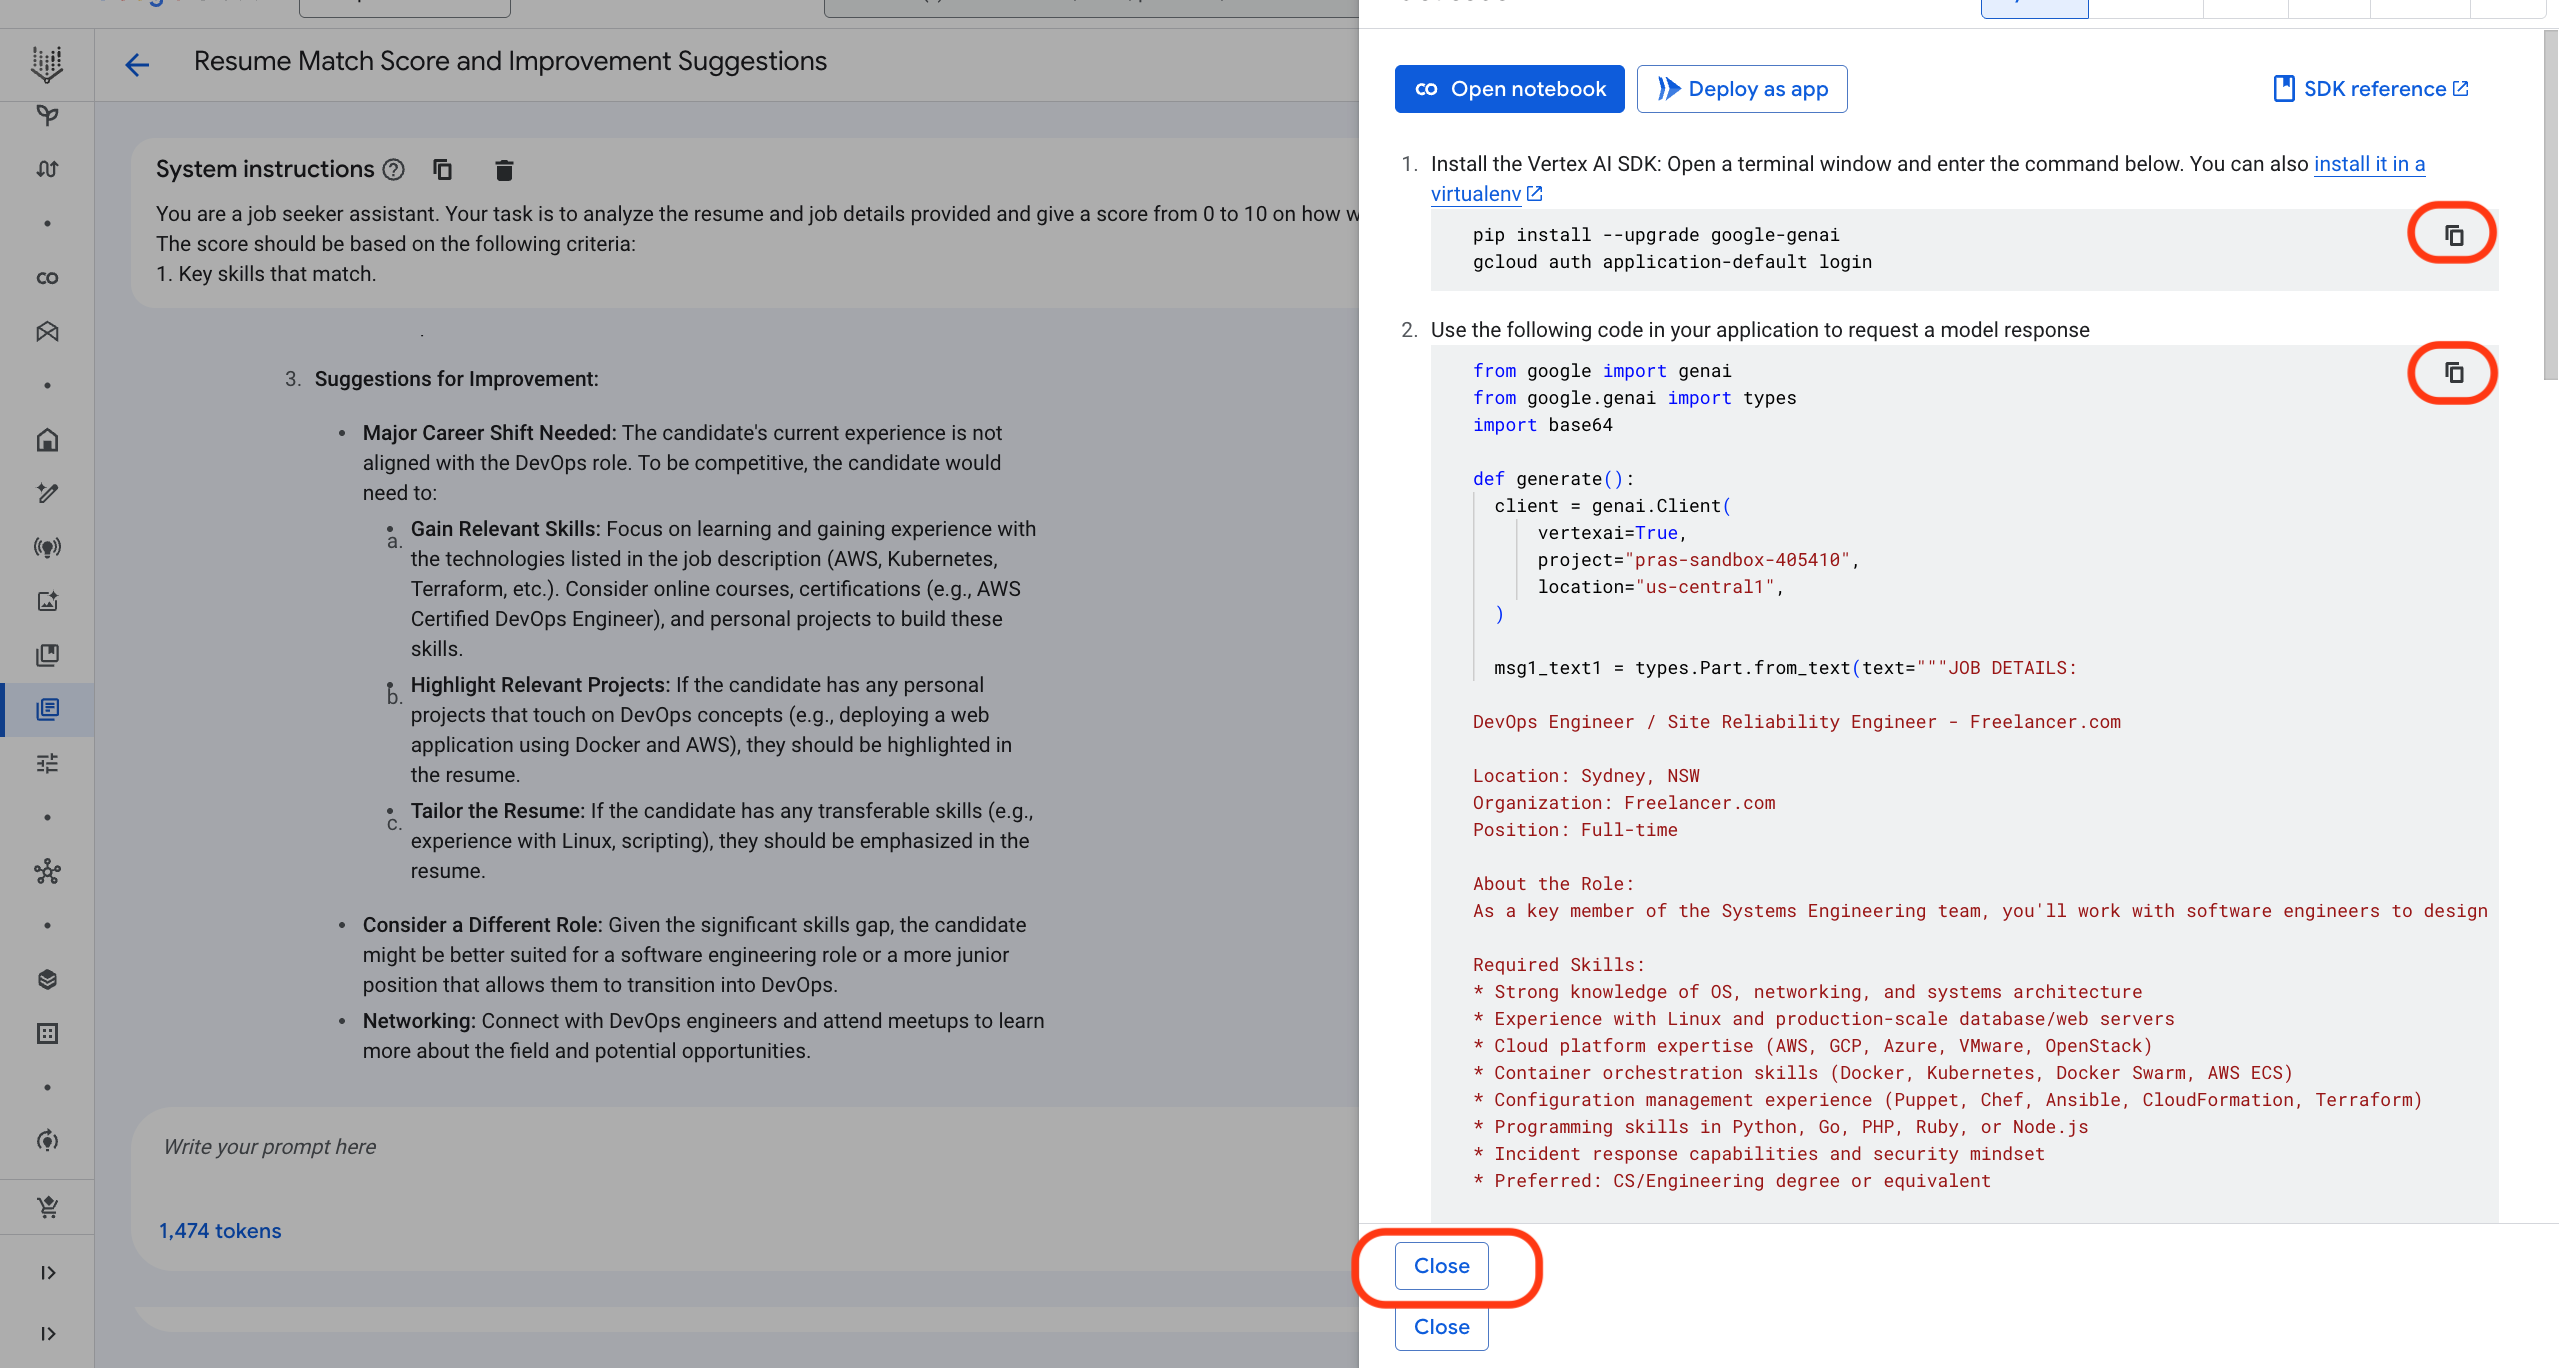 Resume Match Score and Improvement Suggestions
System instructions
You are a job seeker assistant. Your task is to analyze the resume and job details provided and give a score from 0 to 10 on how w
The score should be based on the following criteria:
1. Key skills that match.
3. Suggestions for Improvement:
• Major Career Shift Needed: The candidate's current experience is not
aligned with the DevOps role. To be competitive, the candidate would
need to:
a. Gain Relevant Skills: Focus on learning and gaining experience with
the technologies listed in the job description (AWS, Kubernetes,
Terraform, etc.). Consider online courses, certifications (e.g., AWS
Certified DevOps Engineer), and personal projects to build these
skills.
b. Highlight Relevant Projects: If the candidate has any personal
projects that touch on DevOps concepts (e.g., deploying a web
application using Docker and AWS), they should be highlighted in
the resume.
c. Tailor the Resume: If the candidate has any transferable skills (e.g.,
experience with Linux, scripting), they should be emphasized in the
resume.
• Consider a Different Role: Given the significant skills gap, the candidate
might be better suited for a software engineering role or a more junior
position that allows them to transition into DevOps.
• Networking: Connect with DevOps engineers and attend meetups to learn
more about the field and potential opportunities.
Write your prompt here
1,474 tokens
Open notebook
Deploy as app
SDK reference
1. Install the Vertex AI SDK: Open a terminal window and enter the command below. You can also install it in a
virtualenv
pip install --upgrade google-genai
gcloud auth application-default login
2. Use the following code in your application to request a model response
from google import genai
from google.genai import types
import base64
def generate():
client = genai.Client(
vertexai=True,
project="pras-sandbox-405410",
location="us-central1",
)
msg1_text1 = types.Part.from_text(text="""JOB DETAILS:
DevOps Engineer / Site Reliability Engineer - Freelancer.com
Location: Sydney, NSW
Organization: Freelancer.com
Position: Full-time
About the Role:
As a key member of the Systems Engineering team, you'll work with software engineers to design
Required Skills:
* Strong knowledge of OS, networking, and systems architecture
* Experience with Linux and production-scale database/web servers
* Cloud platform expertise (AWS, GCP, Azure, VMware, OpenStack)
* Container orchestration skills (Docker, Kubernetes, Docker Swarm, AWS ECS)
* Configuration management experience (Puppet, Chef, Ansible, CloudFormation, Terraform)
* Programming skills in Python, Go, PHP, Ruby, or Node.js
* Incident response capabilities and security mindset
* Preferred: CS/Engineering degree or equivalent
Close
Close